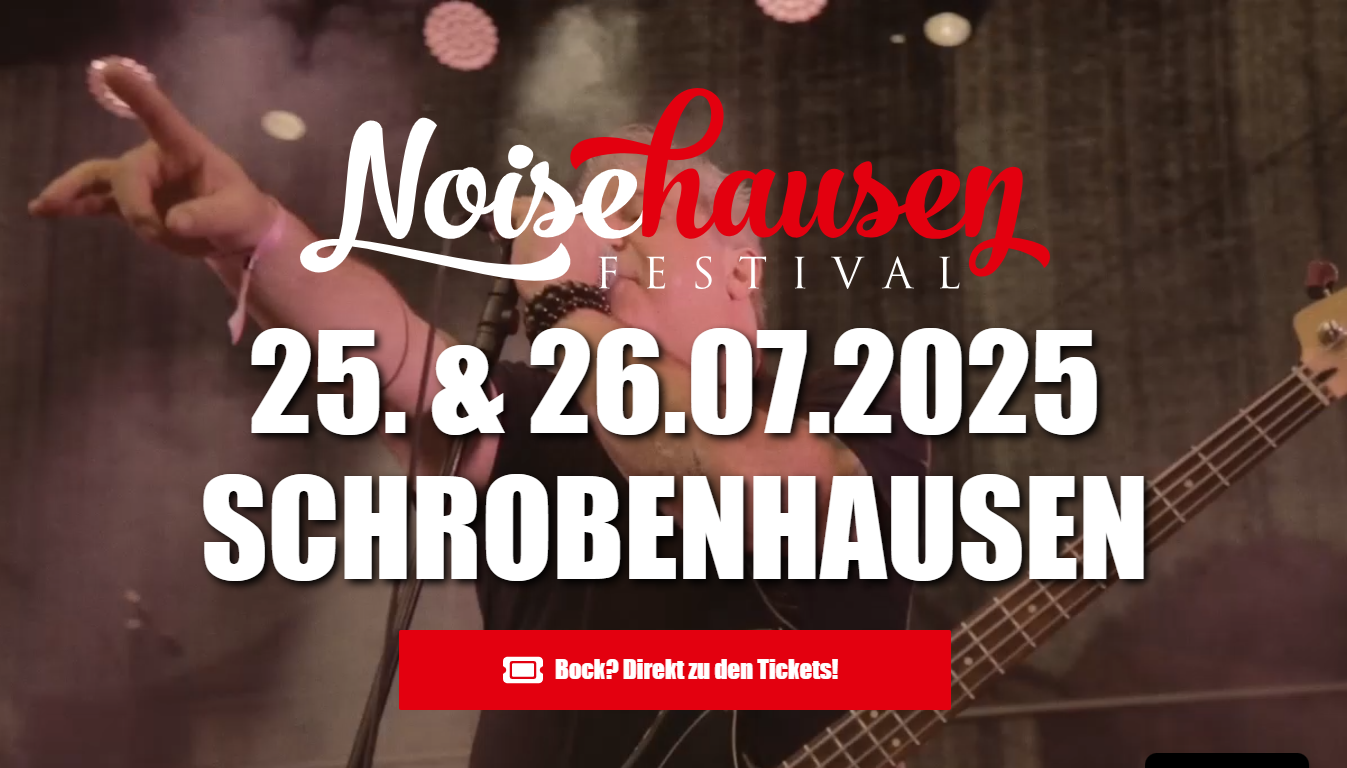 Noisehausen
FESTIVAL
25. & 26.07.2025
SCHROBENHAUSEN
Bock? Direkt zu den Tickets!